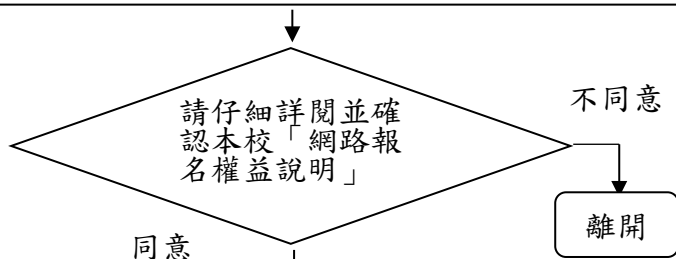 請仔細詳閱並確
認本校「網路報
名權益說明」
不同意
離開
同意